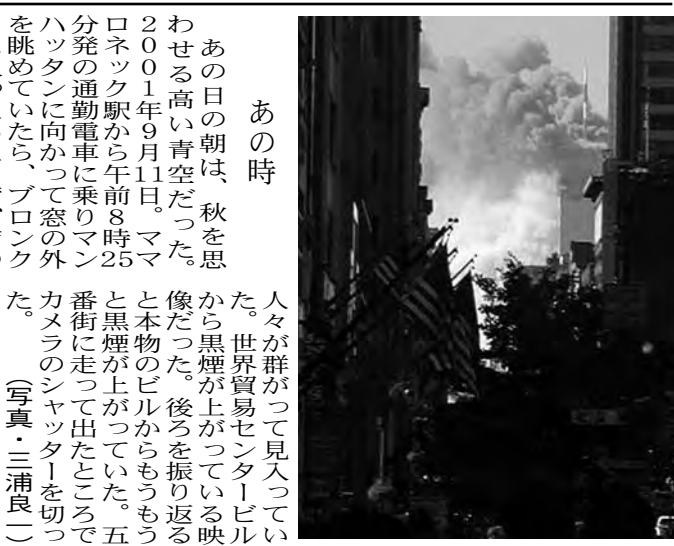 あの時
あの日の朝は、秋を思
わせる高い青空だった。
2001年9月11日。ママ
ロネック駅から午前8時25
分発の通勤電車に乗りマン
ハッタンに向かって窓の外
を眺めていたら、ブロンク
人々が群がって見入ってい
た。世界貿易センタービル
から黒煙が上がっている映
像だった。後ろを振り返る
と本物のビルからもうもう
と黒煙が上がっていた。五
番街に走って出たところで
カメラのシャッターを切っ
た。 (写真・三浦良一)